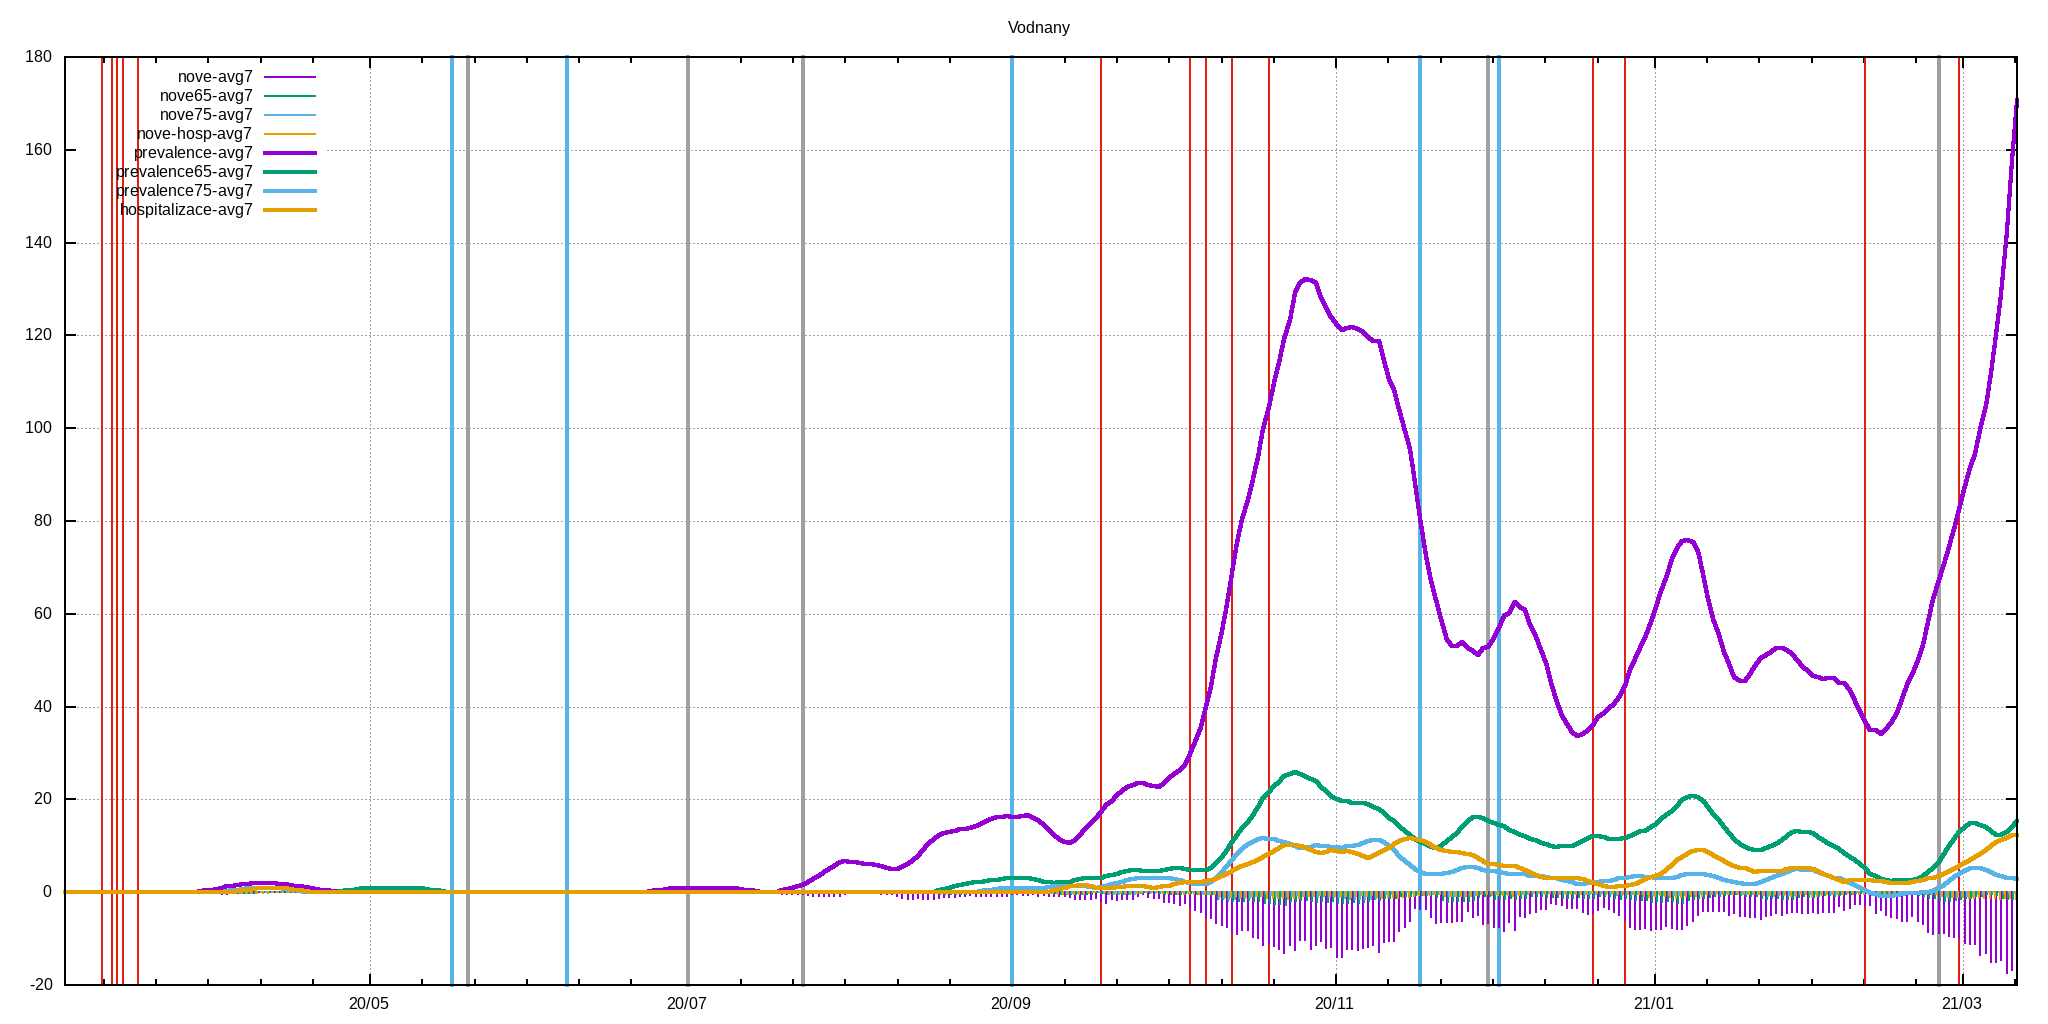 Vodnany
180
160
140
120
100
80
60
40
20
0
-20
nove-avg7
nove65-avg7
nove75-avg7
nove-hosp-avg7
prevalence-avg7
prevalence65-avg7
prevalence75-avg7
hospitalizace-avg7
20/05
20/07
20/09
20/11
21/01
21/03